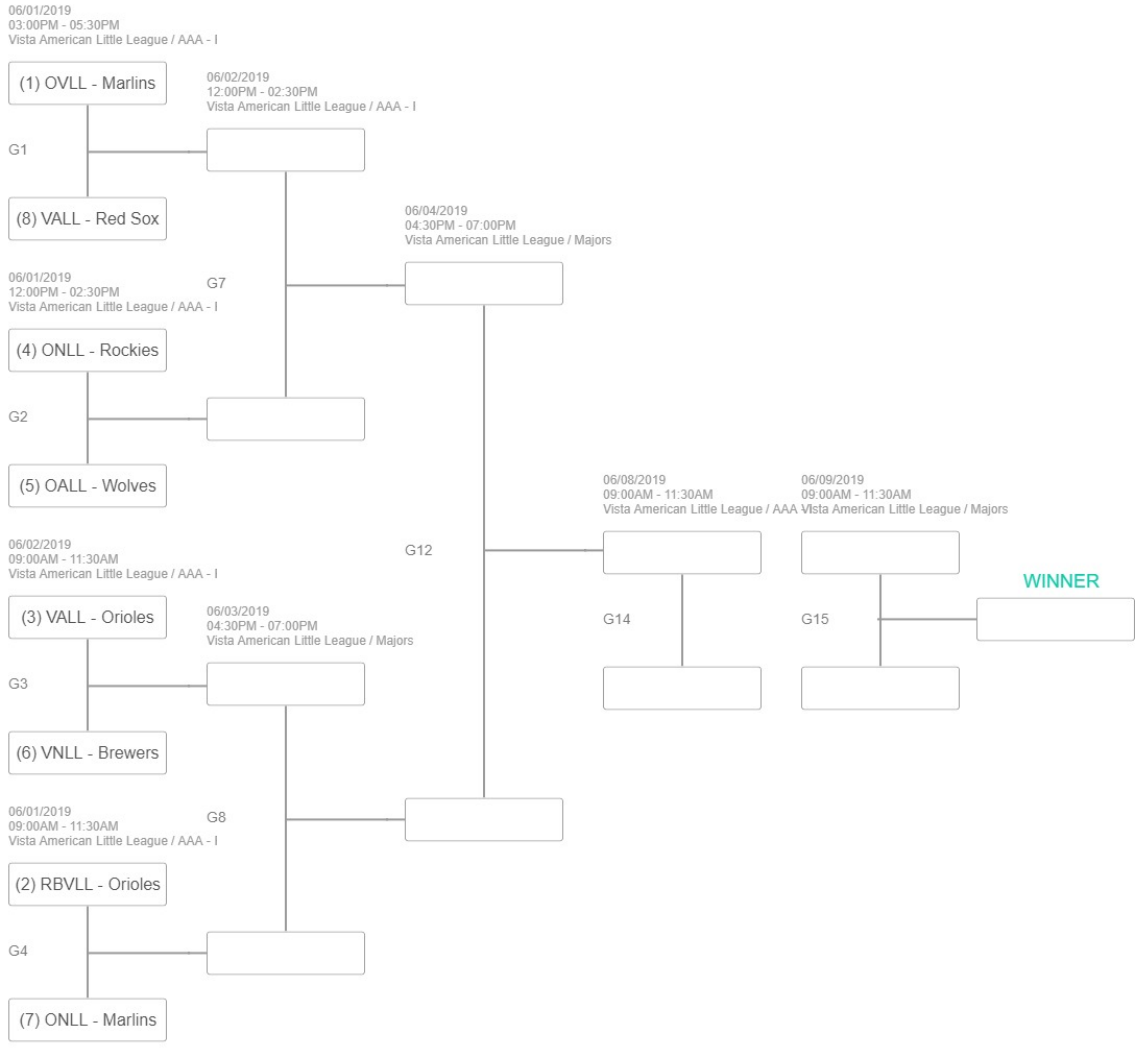 06/01/2019
03:00PM - 05:30PM
Vista American Little League / AAA - I
(1) OVLL - Marlins
G1
(8) VALL - Red Sox
06/01/2019
12:00PM - 02:30PM
Vista American Little League / AAA - I
(4) ONLL - Rockies
G2
(5) OALL - Wolves
06/02/2019
09:00AM - 11:30AM
Vista American Little League / AAA - I
(3) VALL - Orioles
G3
(6) VNLL - Brewers
06/01/2019
09:00AM - 11:30AM
Vista American Little League / AAA - I
(2) RBVLL - Orioles
G4
(7) ONLL - Marlins
06/02/2019
12:00PM - 02:30PM
Vista American Little League / AAA - I
G7
06/03/2019
04:30PM - 07:00PM
Vista American Little League / Majors
G8
06/04/2019
04:30PM - 07:00PM
Vista American Little League / Majors
G12
06/08/2019
09:00AM - 11:30AM
Vista American Little League / AAA - I
G14
06/09/2019
09:00AM - 11:30AM
Vista American Little League / Majors
G15
WINNER